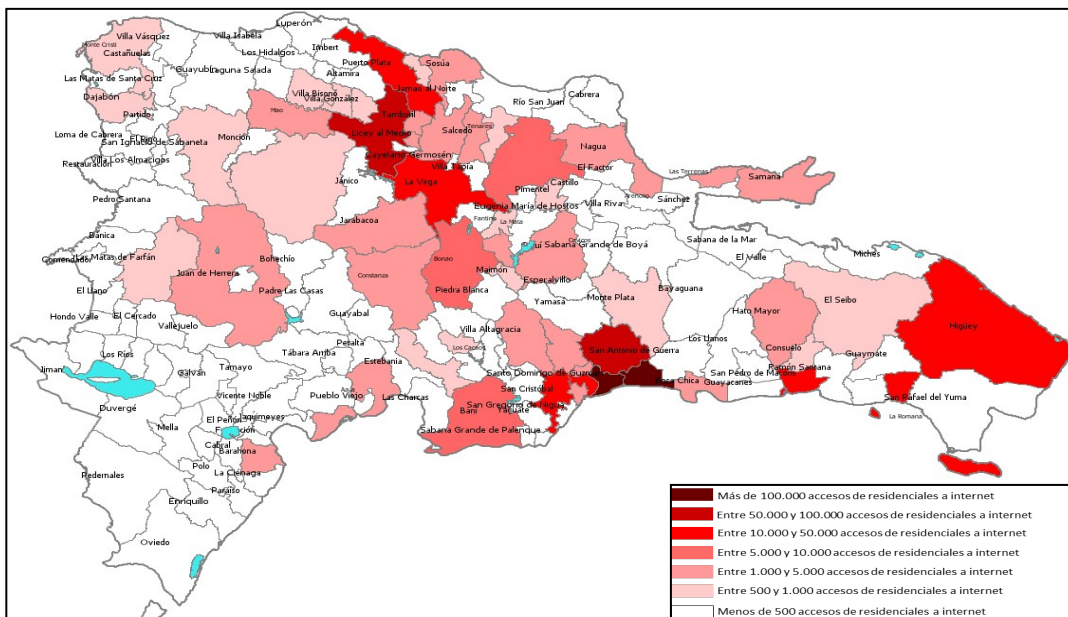 Luperón
Villa Vásquez
Villa Isabela
Monte Cristi
Castañuelas
Los Hidalgos
Imbert
Guayubín
Laguna Salada
Altamira
Puerto Plata
Sosúa
Las Matas de Santa Cruz
Villa Bisonó
Villa González
Jamao al Norte
Dajabón
Partido
Mao
Tamboril
Río San Juan
Cabrera
Loma de Cabrera
El Pino
San Ignacio de Sabaneta
Monción
Licey al Medio
Salcedo
Tenares
Nagua
Restauración
Villa Los Almacigos
Cayetano Germosén
Villa Tapia
El Factor
Las Terrenas
Samana
Pedro Santana
Jánico
La Vega
Pimentel
Castillo
Villa Riva
Arenoso
Sánchez
Eugenia María de Hostos
Jarabacoa
Fantino
La Mata
Bánica
Cevicos
Sabana Grande de Boyá
Sabana de la Mar
El Valle
Miches
Comendador
Las Matas de Farfán
Juan de Herrera
Bohechío
Constanza
Bonao
Maimón
Esperalvillo
El Llano
Padre Las Casas
Piedra Blanca
Yamasá
Monte Plata
Bayaguana
Hato Mayor
El Seibo
Higüey
Hondo Valle
El Cercado
Vallejuelo
Guayabal
Villa Altagracia
Los Ríos
Peralta
Los Cacaos
San Antonio de Guerra
Los Llanos
Consuelo
Guaymate
Jimaní
Galván
Tamayo
Tábara Arriba
Estebanía
Santo Domingo de Guzmán
Boca Chica
Guayacanes
San Pedro de Macorís
Ramón Santana
San Rafael del Yuma
La Romana
Duvergé
Vicente Noble
Pueblo Viejo
Azua
Las Charcas
San Cristóbal
San Gregorio de Nigua
Baní
Yaguate
Sabana Grande de Palenque
Mella
El Peñón
Jaquimeyes
Fundación
Cabral
Barahona
Polo
La Ciénaga
Pedernales
Paraíso
Enriquillo
Oviedo
Más de 100.000 accesos de residenciales a internet
Entre 50.000 y 100.000 accesos de residenciales a internet
Entre 10.000 y 50.000 accesos de residenciales a internet
Entre 5.000 y 10.000 accesos de residenciales a internet
Entre 1.000 y 5.000 accesos de residenciales a internet
Entre 500 y 1.000 accesos de residenciales a internet
Menos de 500 accesos de residenciales a internet